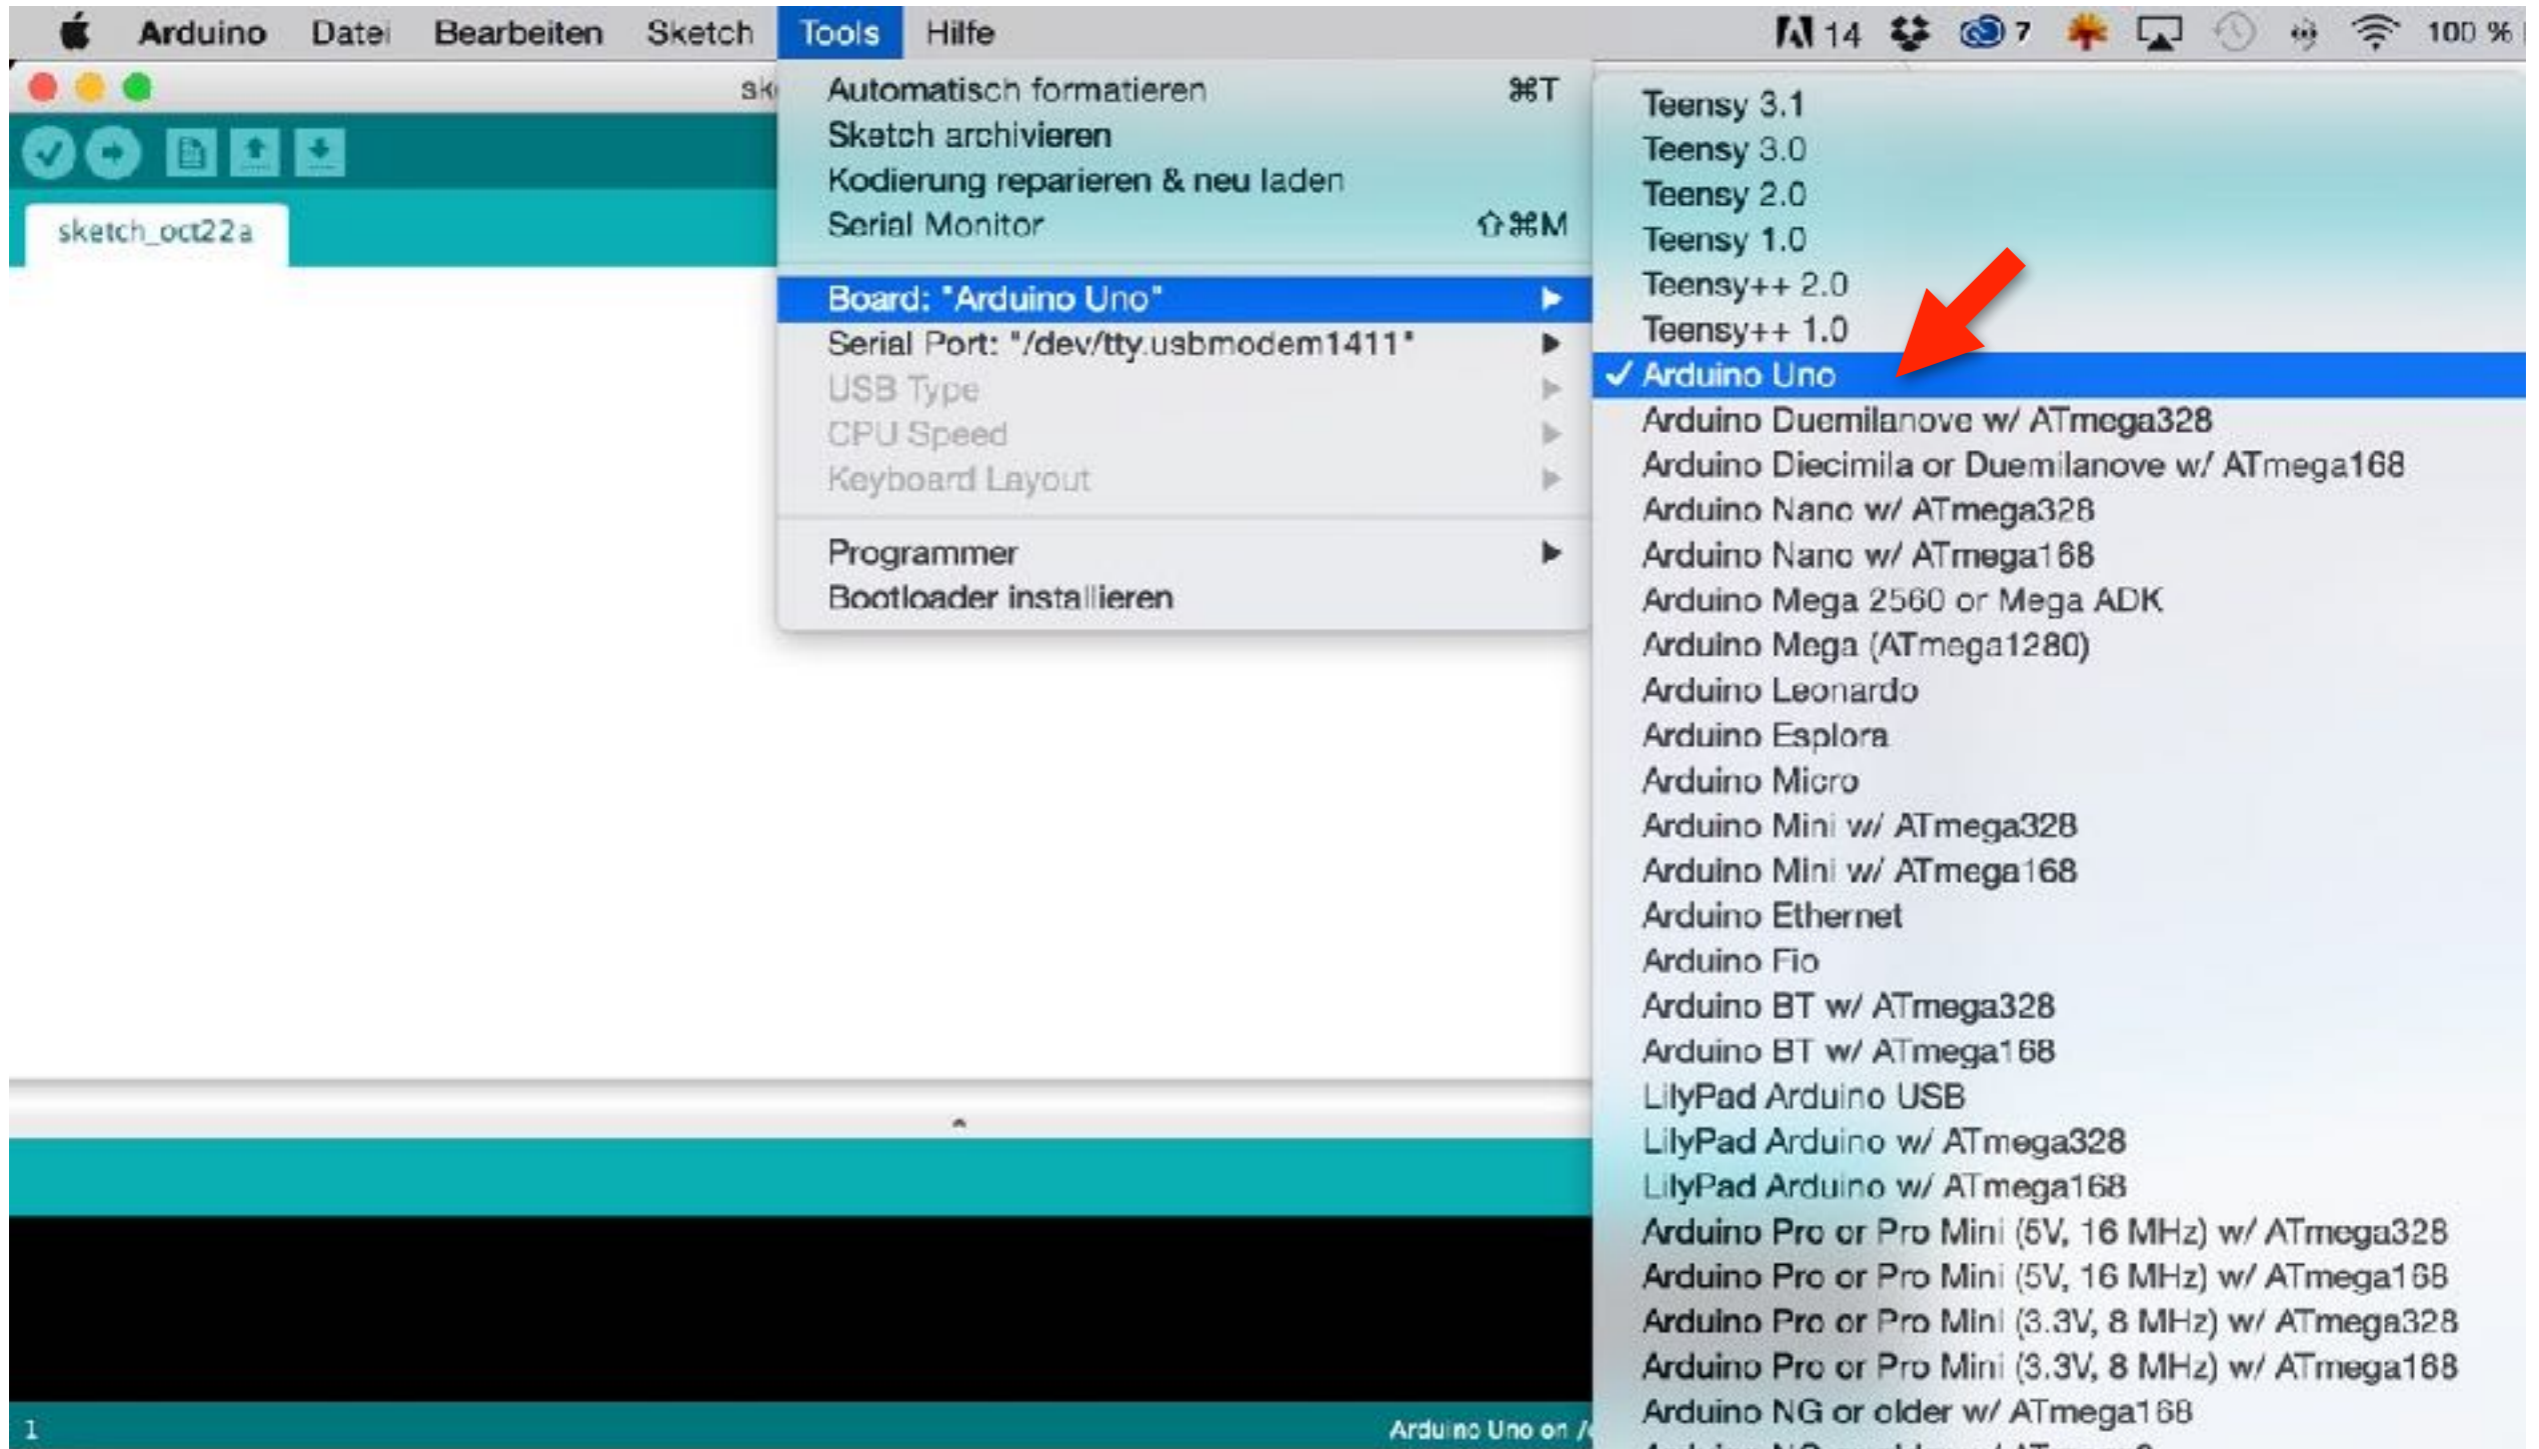 Arduino Datei Bearbeiten Sketch Tools Hilfe 14 7 100 %
sk
sketch_oct22a
Automatisch formatieren ⌘T
Sketch archivieren
Kodierung reparieren & neu laden
Serial Monitor ⇧⌘M
Board: "Arduino Uno"
Serial Port: "/dev/tty.usbmodem1411"
USB Type
CPU Speed
Keyboard Layout
Programmer
Bootloader installieren
Teensy 3.1
Teensy 3.0
Teensy 2.0
Teensy 1.0
Teensy++ 2.0
Teensy++ 1.0
✓ Arduino Uno
Arduino Duemilanove w/ ATmega328
Arduino Diecimila or Duemilanove w/ ATmega168
Arduino Nano w/ ATmega328
Arduino Nano w/ ATmega168
Arduino Mega 2560 or Mega ADK
Arduino Mega (ATmega1280)
Arduino Leonardo
Arduino Esplora
Arduino Micro
Arduino Mini w/ ATmega328
Arduino Mini w/ ATmega168
Arduino Ethernet
Arduino Fio
Arduino BT w/ ATmega328
Arduino BT w/ ATmega168
LilyPad Arduino USB
LilyPad Arduino w/ ATmega328
LilyPad Arduino w/ ATmega168
Arduino Pro or Pro Mini (5V, 16 MHz) w/ ATmega328
Arduino Pro or Pro Mini (5V, 16 MHz) w/ ATmega168
Arduino Pro or Pro Mini (3.3V, 8 MHz) w/ ATmega328
Arduino Pro or Pro Mini (3.3V, 8 MHz) w/ ATmega168
Arduino NG or older w/ ATmega168
1 Arduino Uno on /